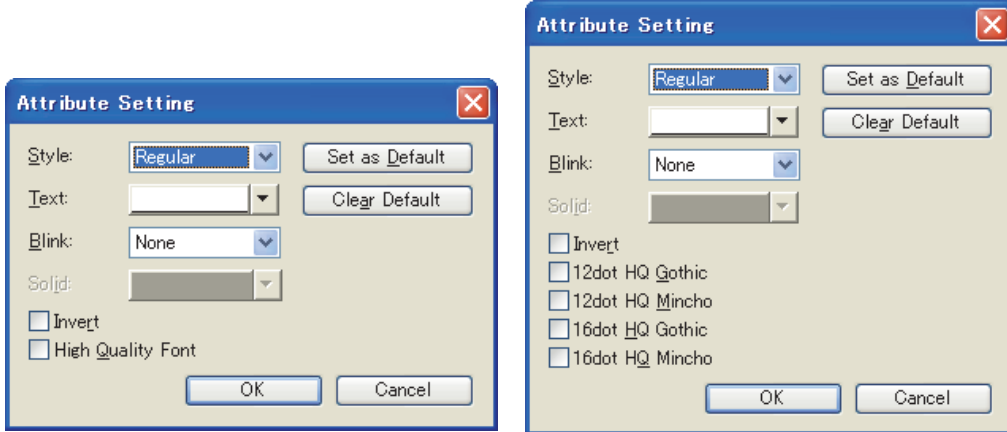 Attribute Setting
Style: Regular Set as Default
Text: Clear Default
Blink: None
Solid:
Invert
High Quality Font
OK Cancel
Attribute Setting
Style: Regular Set as Default
Text: Clear Default
Blink: None
Solid:
Invert
12dot HQ Gothic
12dot HQ Mincho
16dot HQ Gothic
16dot HQ Mincho
OK Cancel